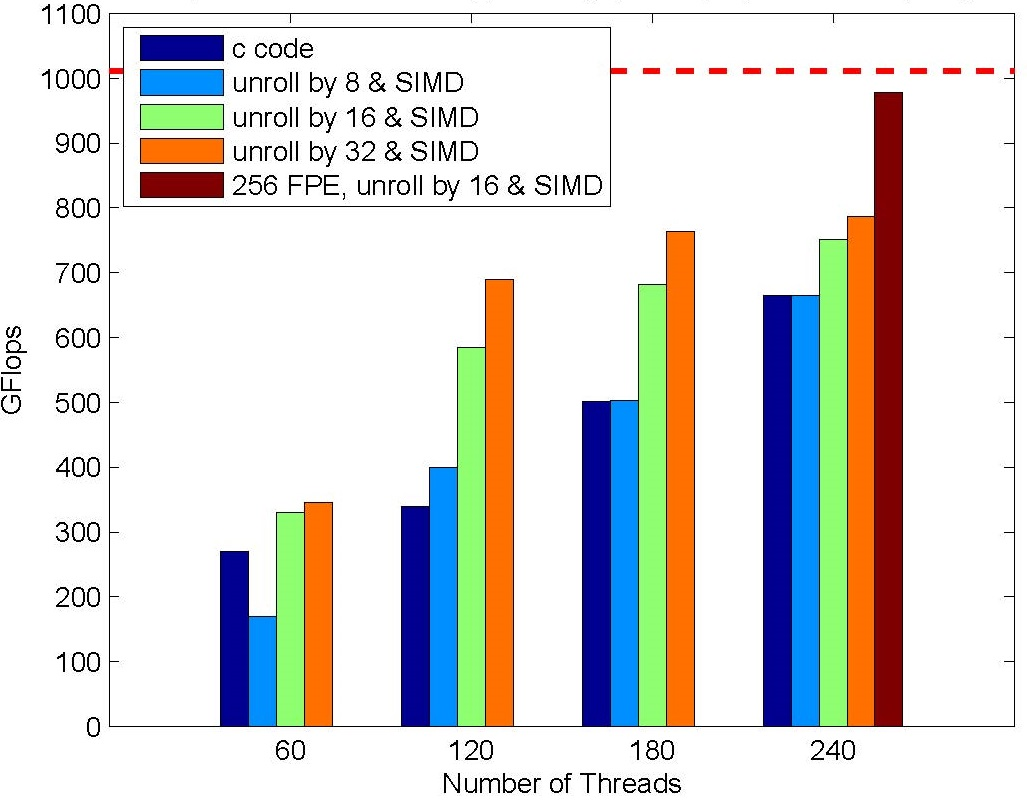 1100
1000
900
800
700
600
500
400
300
200
100
0
GFlops
c code
unroll by 8 & SIMD
unroll by 16 & SIMD
unroll by 32 & SIMD
256 FPE, unroll by 16 & SIMD
60 120 180 240
Number of Threads